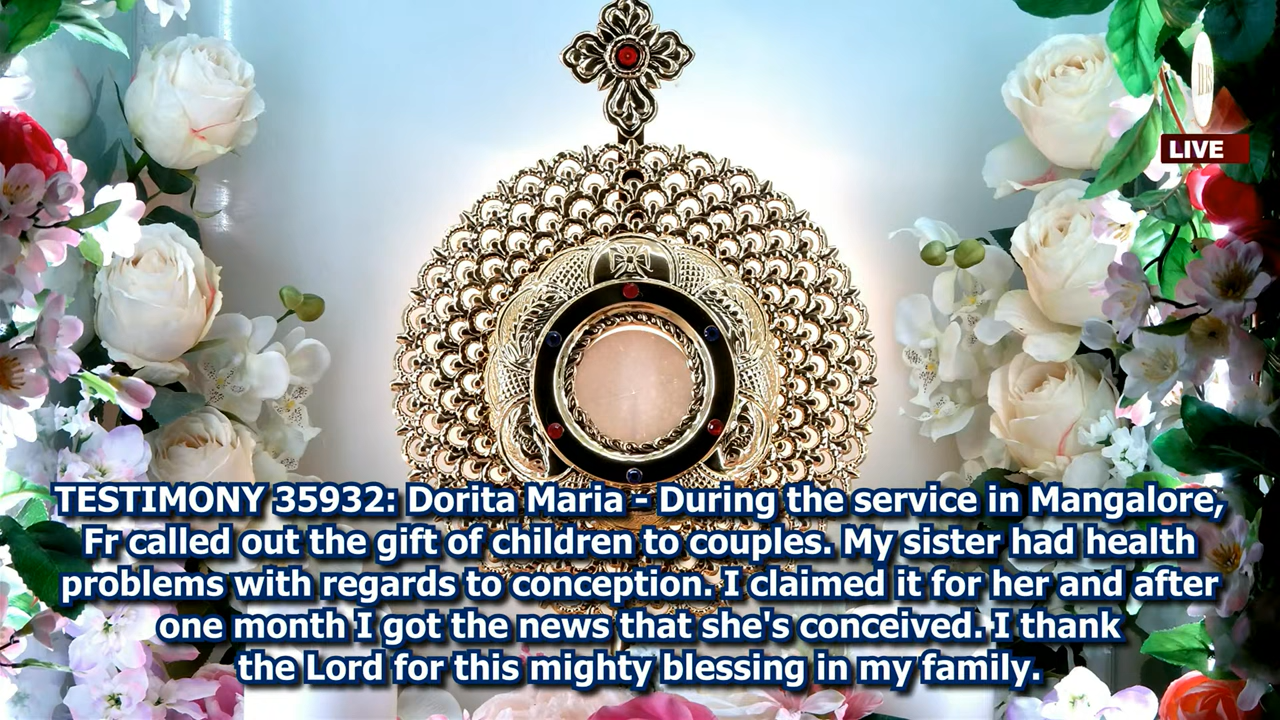 LIVE
TESTIMONY 35932: Dorita Maria - During the service in Mangalore,
Fr called out the gift of children to couples. My sister had health
problems with regards to conception. I claimed it for her and after
one month I got the news that she's conceived. I thank
the Lord for this mighty blessing in my family.